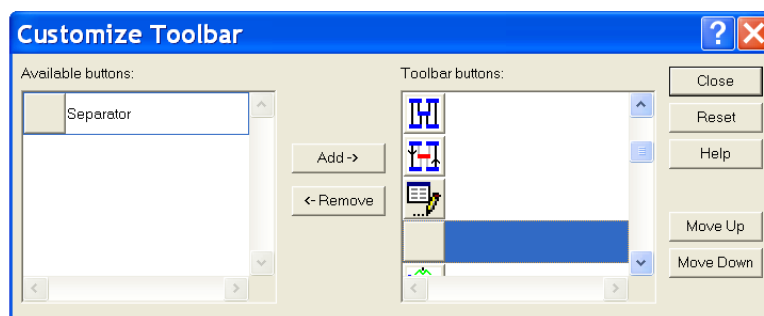 Customize Toolbar
Available buttons:
Toolbar buttons:
Separator
Add ->
<- Remove
Close
Reset
Help
Move Up
Move Down